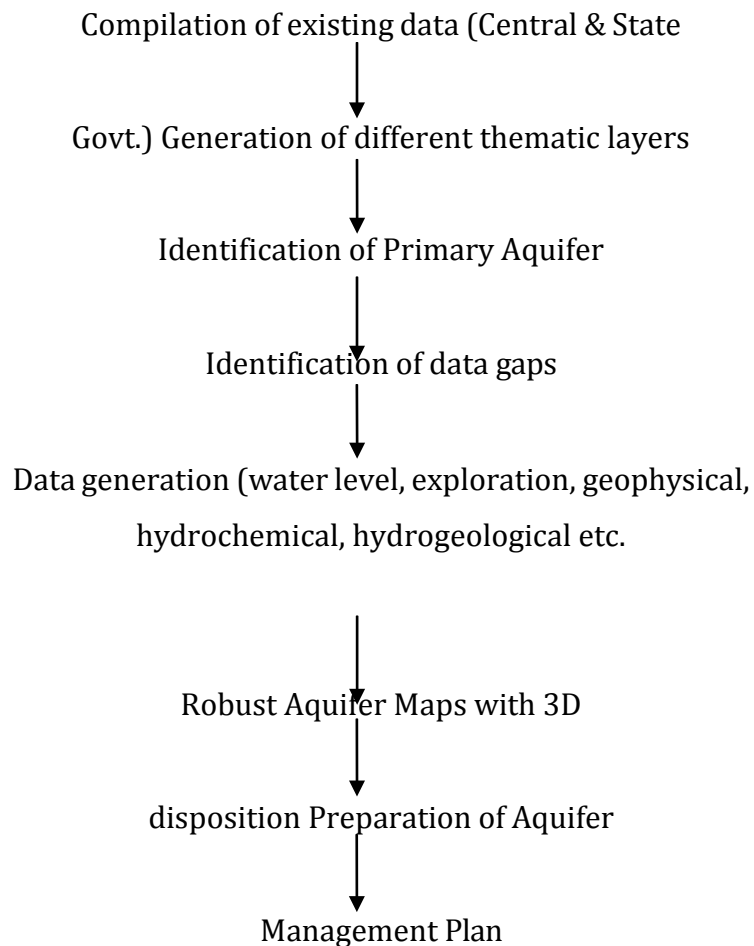 Compilation of existing data (Central & State
Govt.) Generation of different thematic layers
Identification of Primary Aquifer
Identification of data gaps
Data generation (water level, exploration, geophysical,
hydrochemical, hydrogeological etc.
Robust Aquifer Maps with 3D
disposition Preparation of Aquifer
Management Plan